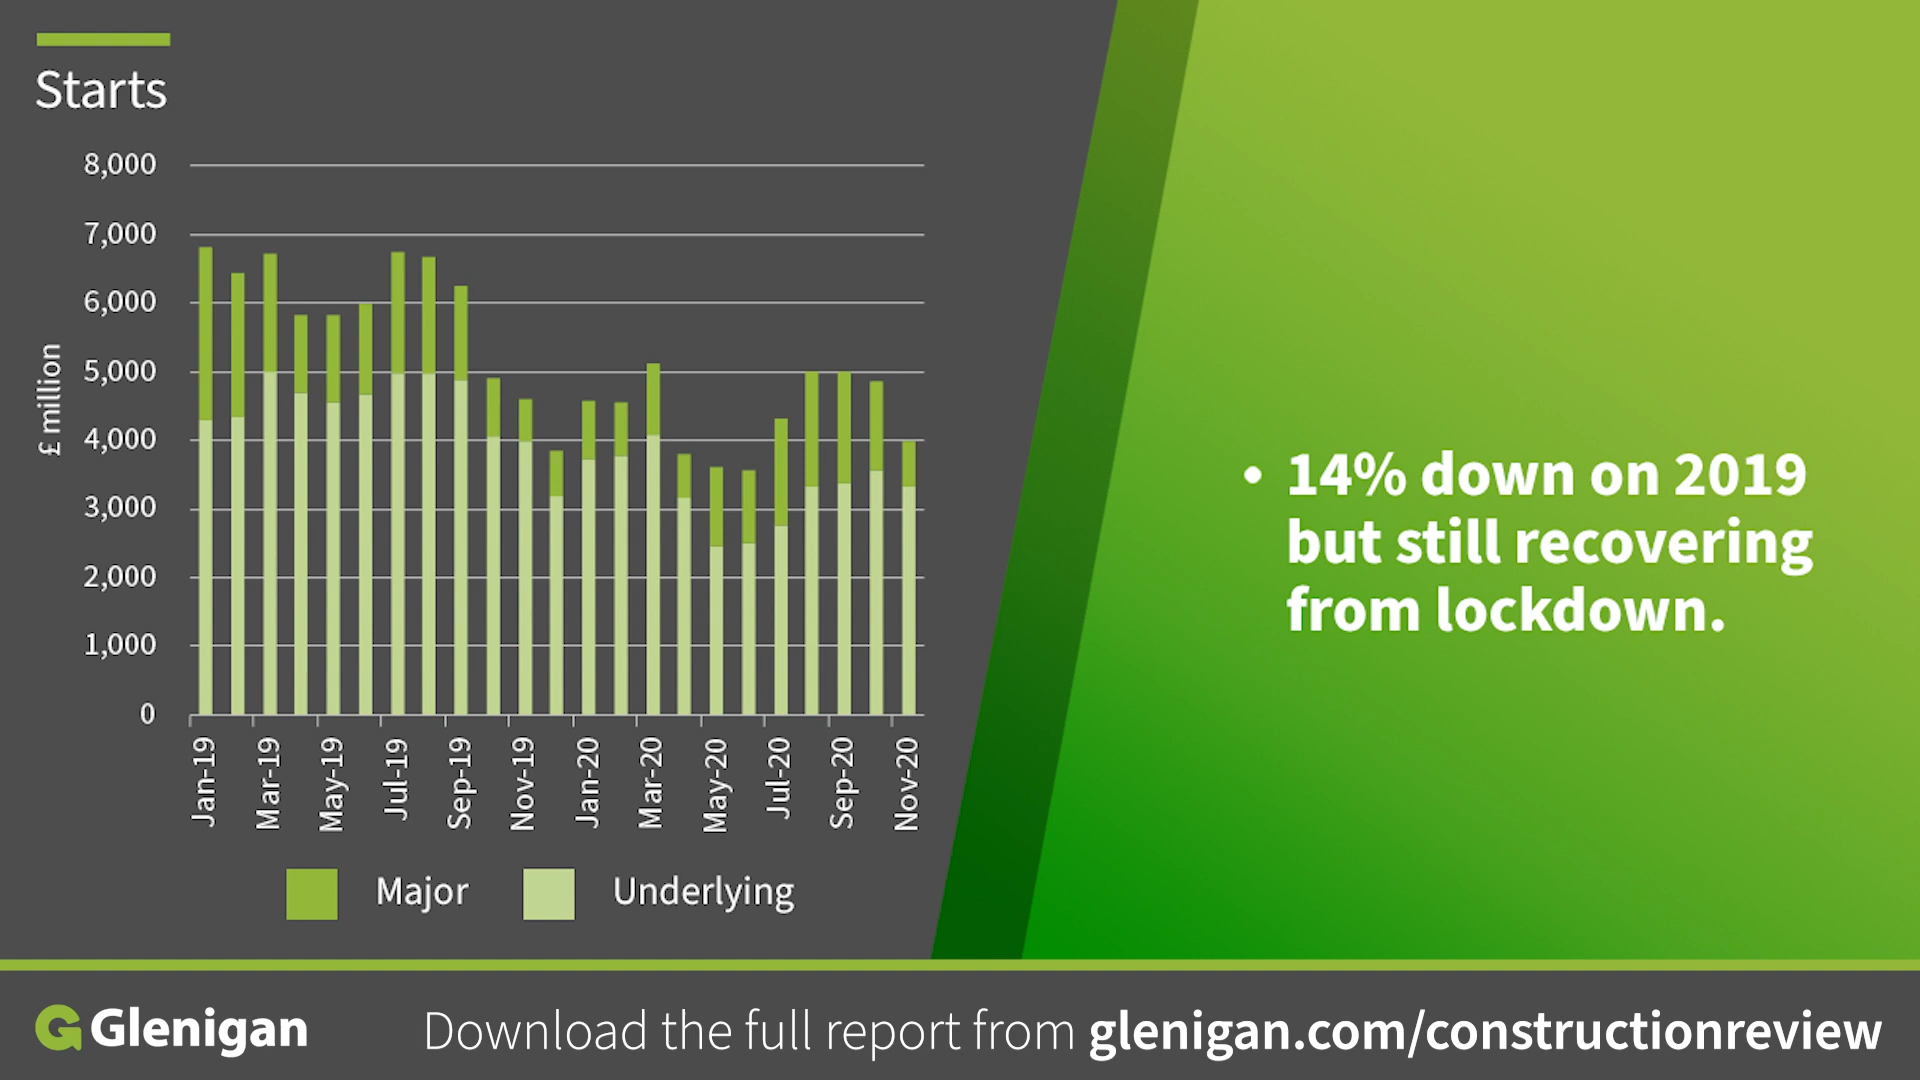 Starts
8,000
7,000
6,000
5,000
4,000
3,000
2,000
1,000
0
£ million
Jan-19
Mar-19
May-19
Jul-19
Sep-19
Nov-19
Jan-20
Mar-20
May-20
Jul-20
Sep-20
Nov-20
Major
Underlying
• 14% down on 2019
but still recovering
from lockdown.
Glenigan
Download the full report from glenigan.com/constructionreview